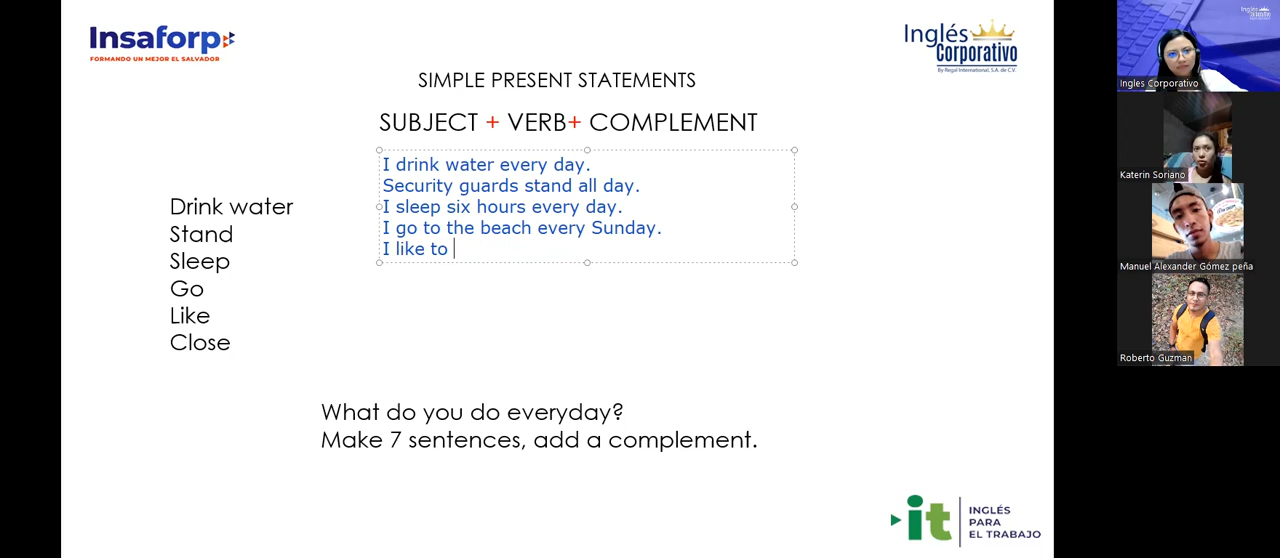 Insaforp
FORMANDO UN MEJOR EL SALVADOR
Inglés
Corporativo
By Regal International, S.A. de C.V.
SIMPLE PRESENT STATEMENTS
SUBJECT + VERB+ COMPLEMENT
I drink water every day.
Security guards stand all day.
I sleep six hours every day.
I go to the beach every Sunday.
I like to
Drink water
Stand
Sleep
Go
Like
Close
What do you do everyday?
Make 7 sentences, add a complement.
it
INGLÉS
PARA
EL TRABAJO
Ingles Corporativo
Katerin Soriano
Manuel Alexander Gómez peña
Roberto Guzman